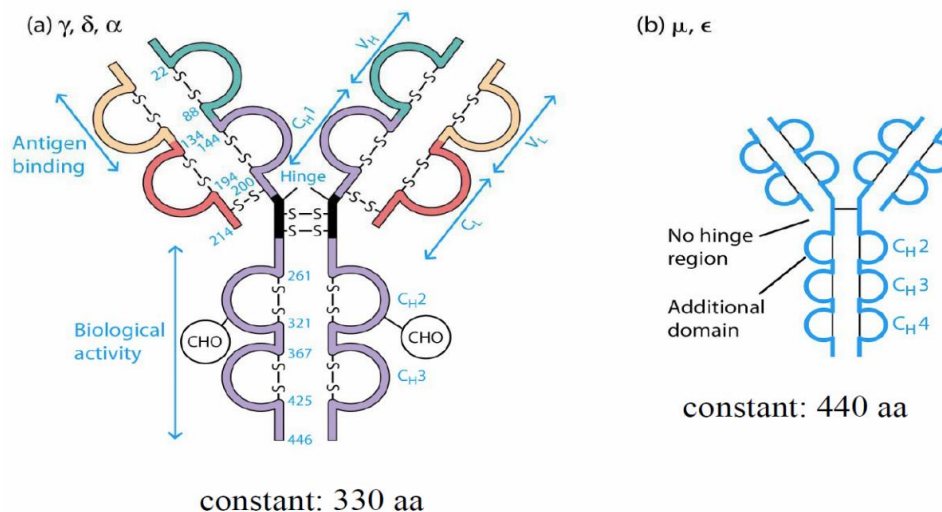 (a) γ, δ, α
(b) μ, ϵ
V_H
22
S
S
88
C_H1
134
144
S
S
S
S
Antigen
binding
V_L
194
200
Hinge
S
S
S
S
S
S
214
C_L
S
S
S
S
No hinge
region
261
C_H2
C_H2
Additional
domain
C_H3
321
Biological
activity
CHO
CHO
367
C_H4
C_H3
425
446
constant: 440 aa
constant: 330 aa